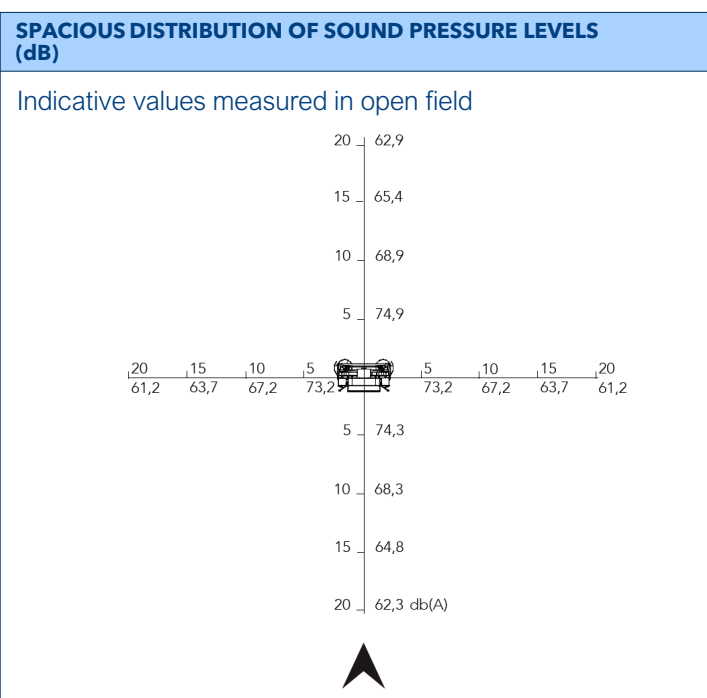 SPACIOUS DISTRIBUTION OF SOUND PRESSURE LEVELS
(dB)
Indicative values measured in open field
20 62,9
15 65,4
10 68,9
5 74,9
20 15 10 5 5 10 15 20
61,2 63,7 67,2 73,2 73,2 67,2 63,7 61,2
5 74,3
10 68,3
15 64,8
20 62,3 db(A)